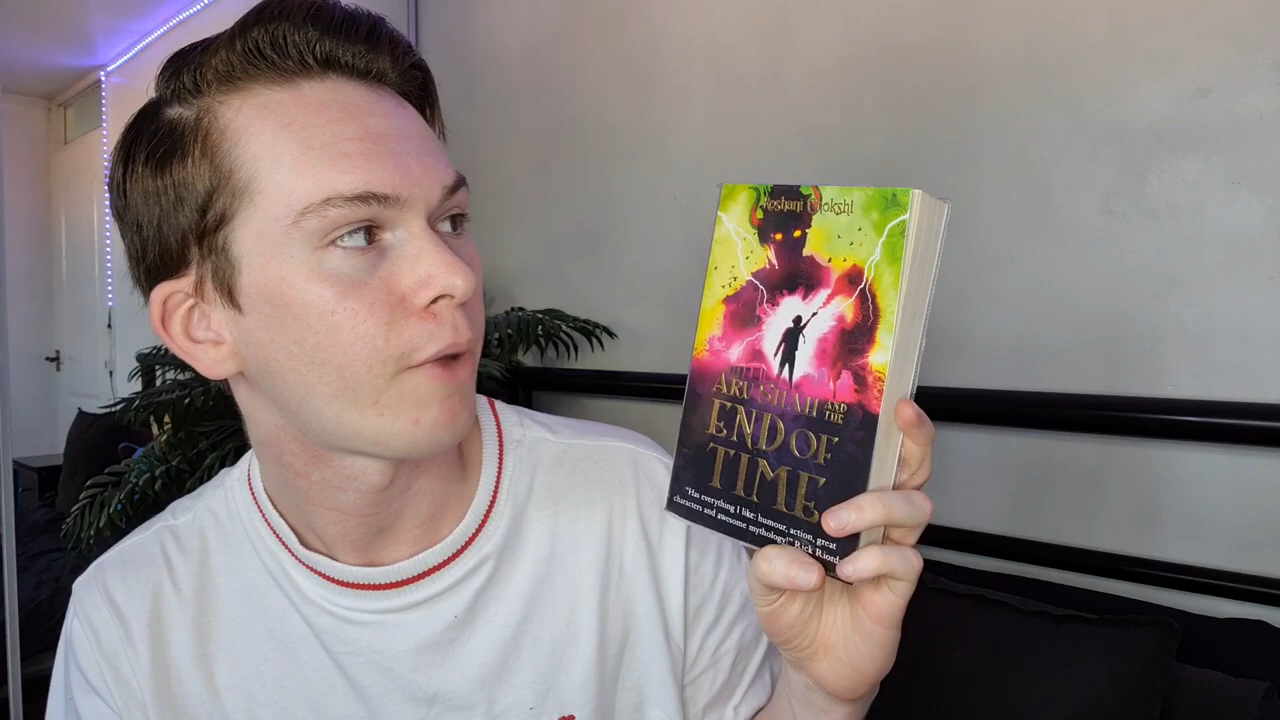 Roshani Chokshi
ARU SHAH AND
THE
END OF
TIME
"Has everything I like: humour, action, great
characters and awesome mythology!" Rick Riord